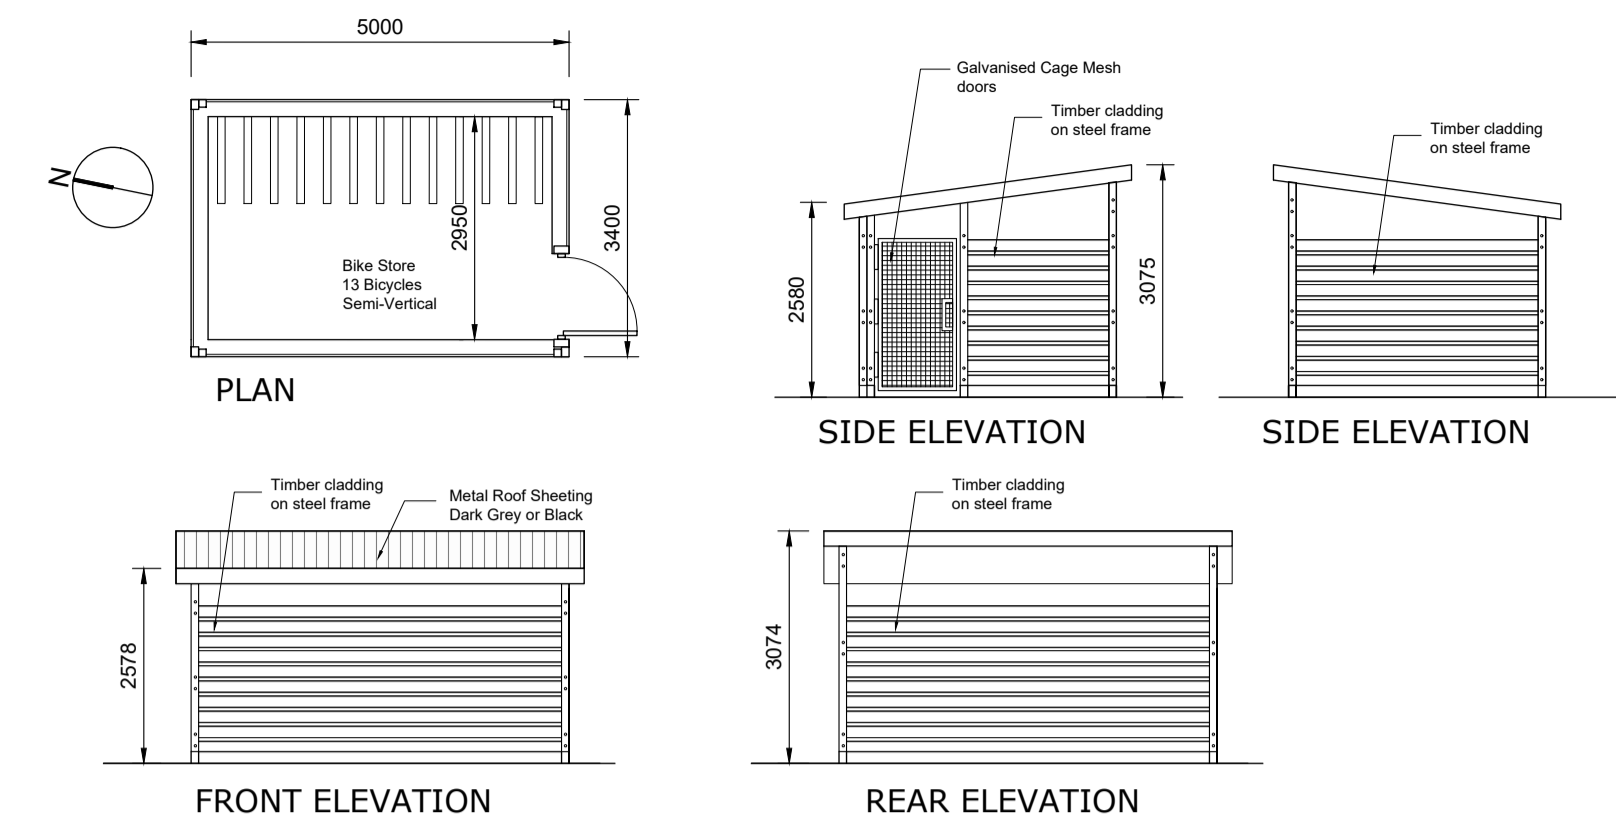 5000
N
2950
3400
Bike Store
13 Bicycles
Semi-Vertical
PLAN
Galvanised Cage Mesh
doors
Timber cladding
on steel frame
2580
3075
SIDE ELEVATION
Timber cladding
on steel frame
SIDE ELEVATION
Timber cladding
on steel frame
Metal Roof Sheeting
Dark Grey or Black
2578
FRONT ELEVATION
Timber cladding
on steel frame
3074
REAR ELEVATION